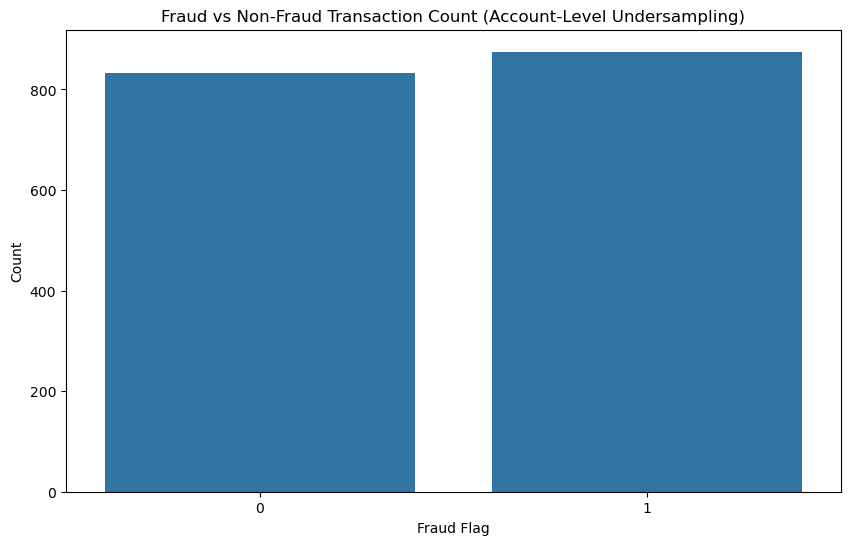 Fraud vs Non-Fraud Transaction Count (Account-Level Undersampling)
800
600
400
200
0
Count
0 1
Fraud Flag